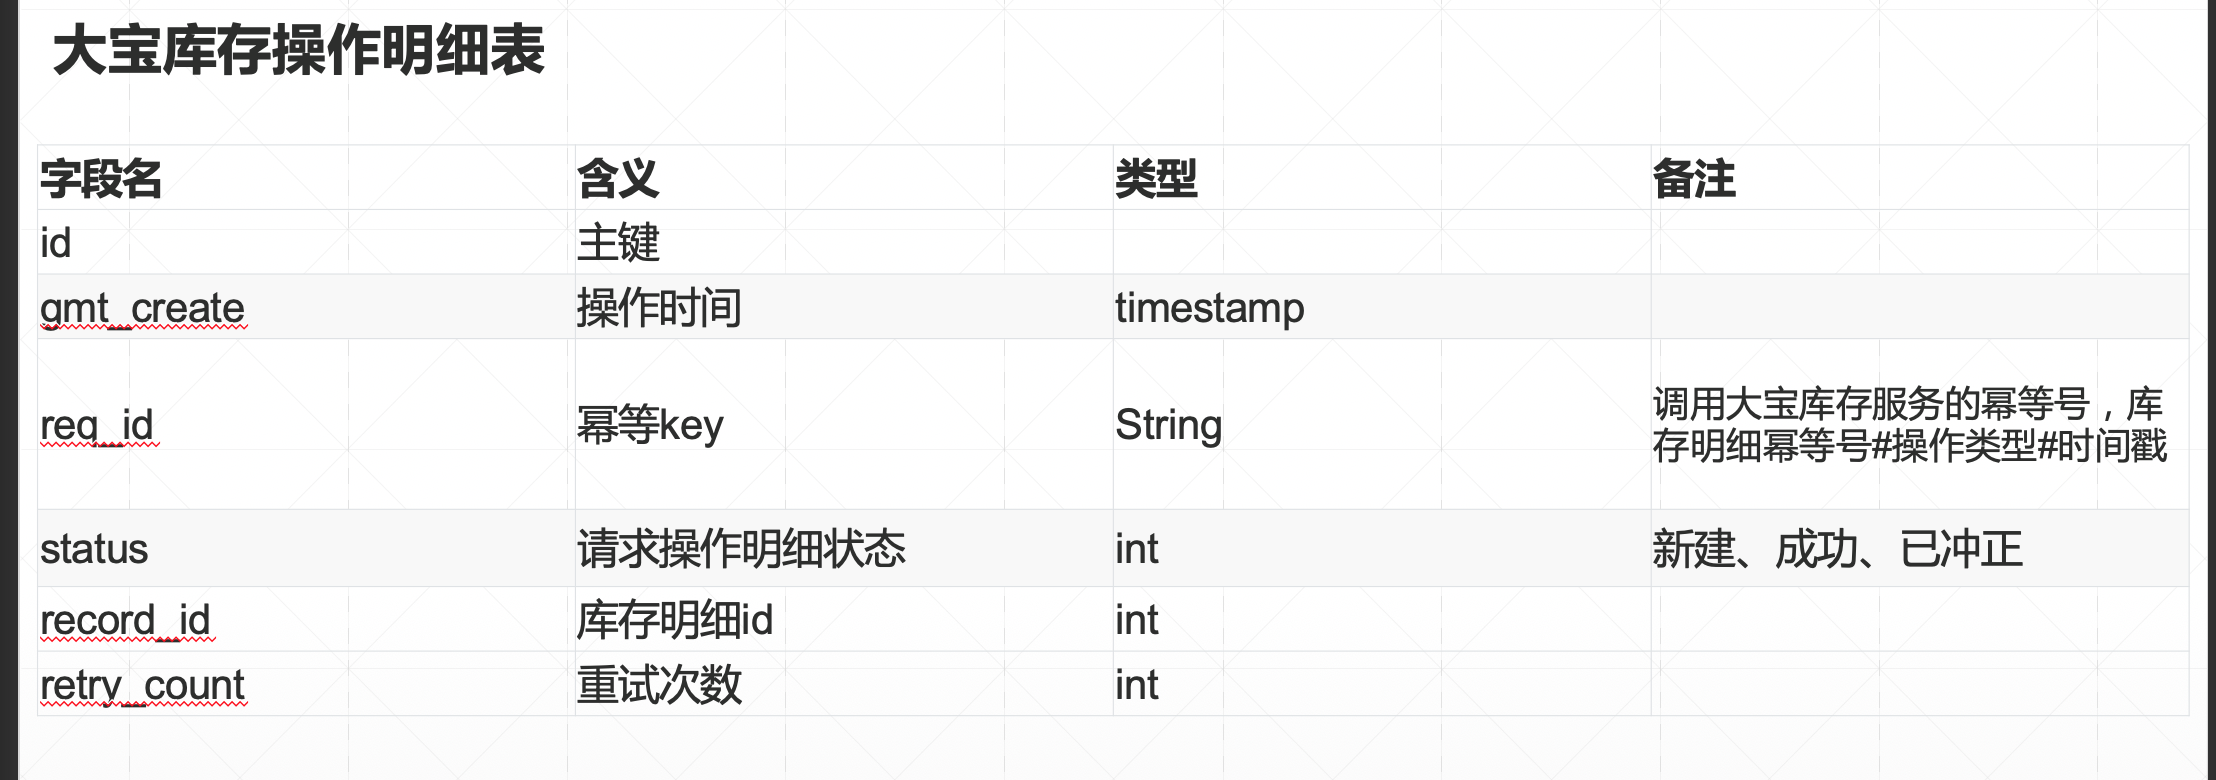 大宝库存操作明细表
字段名 含义 类型 备注
id 主键
gmt_create 操作时间 timestamp
req_id 幂等key String 调用大宝库存服务的幂等号，库
存明细幂等号#操作类型#时间戳
status 请求操作明细状态 int 新建、成功、已冲正
record_id 库存明细id int
retry_count 重试次数 int